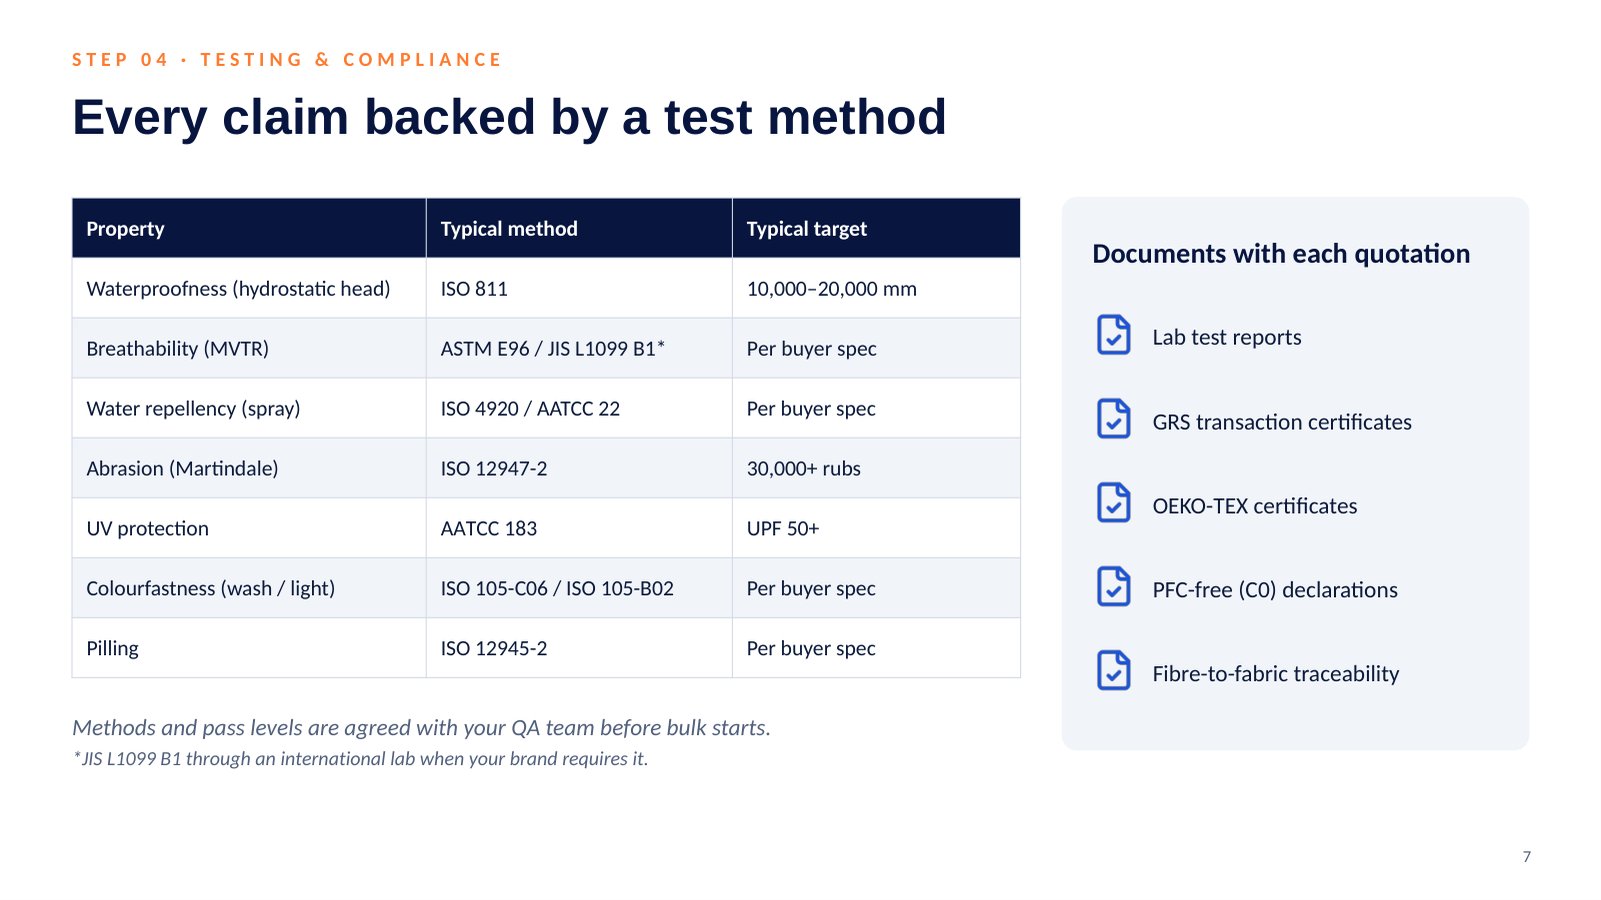 STEP 04 · TESTING & COMPLIANCE
Every claim backed by a test method
Property Typical method Typical target
Waterproofness (hydrostatic head) ISO 811 10,000–20,000 mm
Breathability (MVTR) ASTM E96 / JIS L1099 B1* Per buyer spec
Water repellency (spray) ISO 4920 / AATCC 22 Per buyer spec
Abrasion (Martindale) ISO 12947-2 30,000+ rubs
UV protection AATCC 183 UPF 50+
Colourfastness (wash / light) ISO 105-C06 / ISO 105-B02 Per buyer spec
Pilling ISO 12945-2 Per buyer spec
Methods and pass levels are agreed with your QA team before bulk starts.
*JIS L1099 B1 through an international lab when your brand requires it.
Documents with each quotation
Lab test reports
GRS transaction certificates
OEKO-TEX certificates
PFC-free (C0) declarations
Fibre-to-fabric traceability
7